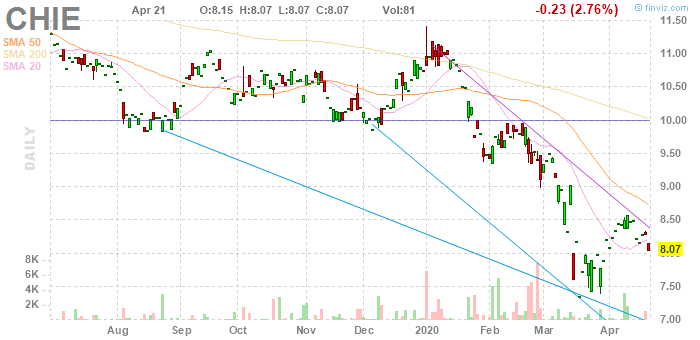 CHIE
Apr 21 O:8.15 H:8.07 L:8.07 C:8.07 Vol:81 -0.23 (2.76%)
© finviz.com
SMA 50
SMA 200
SMA 20
DAILY
11.50
11.00
10.50
10.00
9.50
9.00
8.50
8.07
7.50
7.00
8K
6K
4K
2K
Aug Sep Oct Nov Dec 2020 Feb Mar Apr